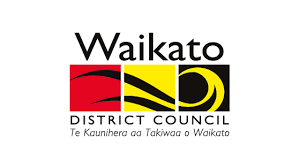 Waikato
DISTRICT COUNCIL
Te Kaunihera aa Takiwaa o Waikato